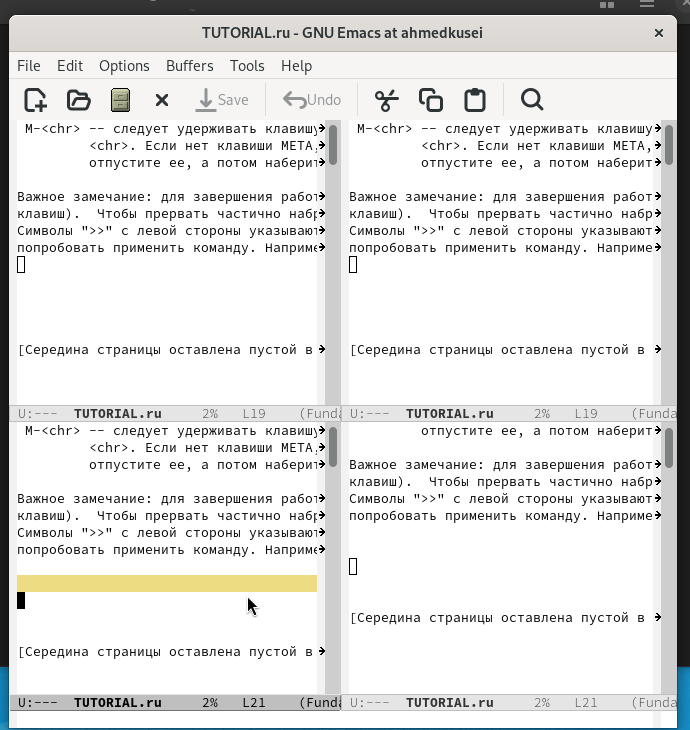 TUTORIAL.ru - GNU Emacs at ahmedkusei
File Edit Options Buffers Tools Help
Save Undo
M-<chr> -- следует удерживать клавишу
<chr>. Если нет клавиши META,
отпустите ее, а потом наберит
Важное замечание: для завершения работ
клавиш).  Чтобы прервать частично набр
Символы ">>" с левой стороны указывают
попробовать применить команду. Наприме
[Середина страницы оставлена пустой в
U:---  TUTORIAL.ru     2%   L19    (Funda
M-<chr> -- следует удерживать клавишу
<chr>. Если нет клавиши META,
отпустите ее, а потом наберит
Важное замечание: для завершения работ
клавиш).  Чтобы прервать частично набр
Символы ">>" с левой стороны указывают
попробовать применить команду. Наприме
[Середина страницы оставлена пустой в
U:---  TUTORIAL.ru     2%   L19    (Funda
M-<chr> -- следует удерживать клавишу
<chr>. Если нет клавиши META,
отпустите ее, а потом наберит
Важное замечание: для завершения работ
клавиш).  Чтобы прервать частично набр
Символы ">>" с левой стороны указывают
попробовать применить команду. Наприме
[Середина страницы оставлена пустой в
U:---  TUTORIAL.ru     2%   L21    (Funda
отпустите ее, а потом наберит
Важное замечание: для завершения работ
клавиш).  Чтобы прервать частично набр
Символы ">>" с левой стороны указывают
попробовать применить команду. Наприме
[Середина страницы оставлена пустой в
U:---  TUTORIAL.ru     2%   L21    (Funda